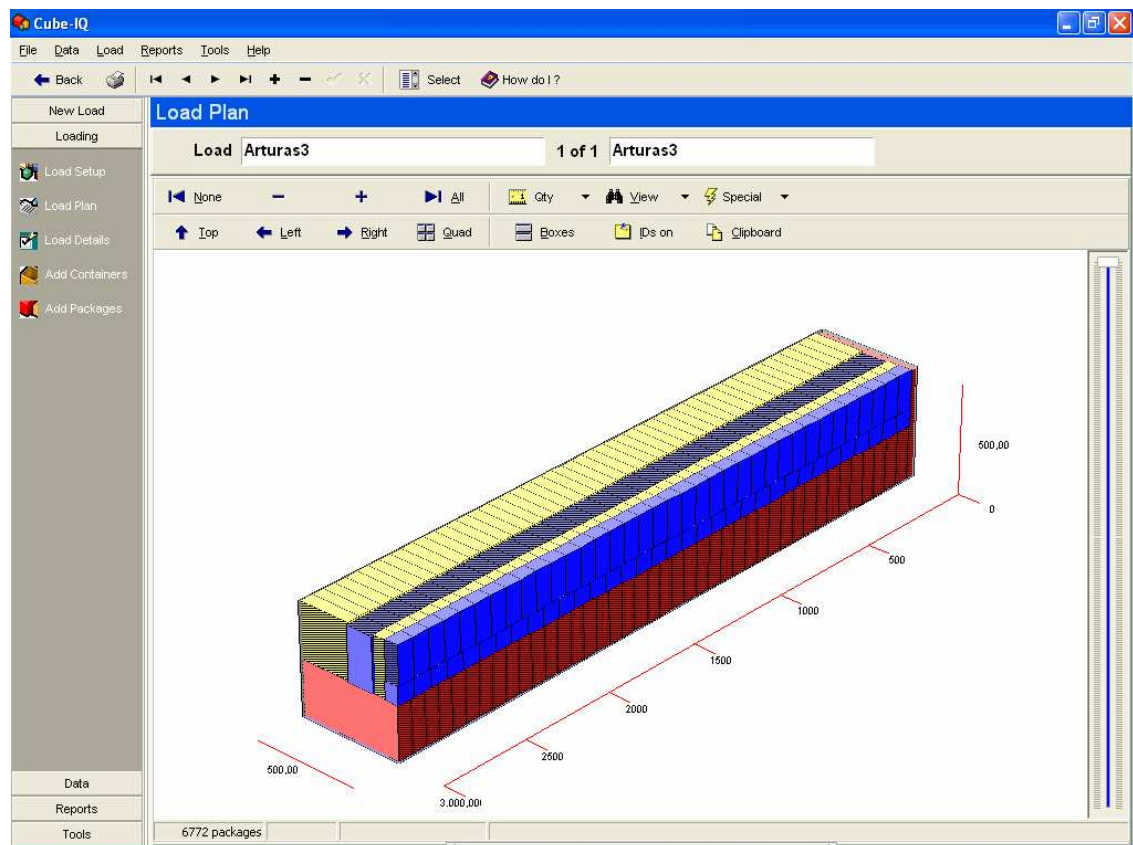 Cube-IQ
File Data Load Reports Tools Help
Back Select How do I ?
New Load
Loading
Load Setup
Load Plan
Load Details
Add Containers
Add Packages
Load Plan
Load Arturas3 1 of 1 Arturas3
None All Qty View Special
Top Left Right Quad Boxes IDs on Clipboard
500,00
0
500
1000
1500
2000
2500
500,00
3.000,00
Data
Reports
Tools
6772 packages